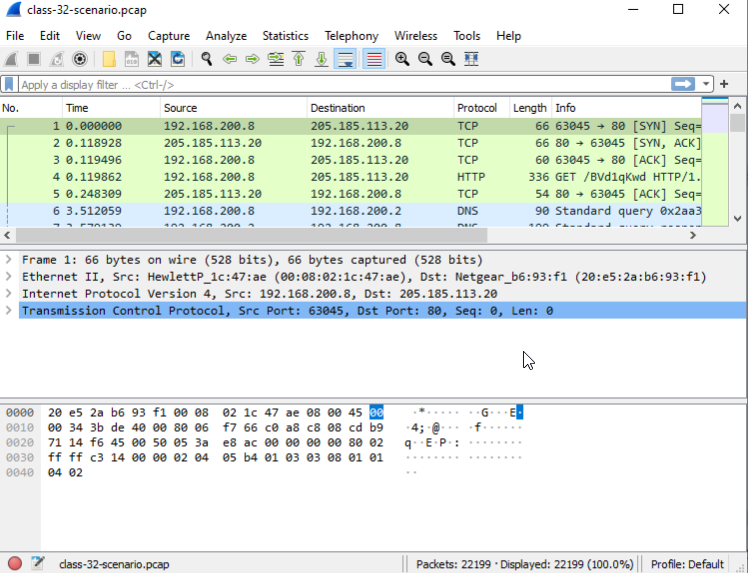 class-32-scenario.pcap
File Edit View Go Capture Analyze Statistics Telephony Wireless Tools Help
Apply a display filter ... <Ctrl-/>
No. Time Source Destination Protocol Length Info
1 0.000000 192.168.200.8 205.185.113.20 TCP 66 63045 → 80 [SYN] Seq=
2 0.118928 205.185.113.20 192.168.200.8 TCP 66 80 → 63045 [SYN, ACK]
3 0.119496 192.168.200.8 205.185.113.20 TCP 60 63045 → 80 [ACK] Seq=
4 0.119862 192.168.200.8 205.185.113.20 HTTP 336 GET /BVd1qKwd HTTP/1.
5 0.248309 205.185.113.20 192.168.200.8 TCP 54 80 → 63045 [ACK] Seq=
6 3.512059 192.168.200.8 192.168.200.2 DNS 90 Standard query 0x2aa3
Frame 1: 66 bytes on wire (528 bits), 66 bytes captured (528 bits)
Ethernet II, Src: HewlettP_1c:47:ae (00:08:02:1c:47:ae), Dst: Netgear_b6:93:f1 (20:e5:2a:b6:93:f1)
Internet Protocol Version 4, Src: 192.168.200.8, Dst: 205.185.113.20
Transmission Control Protocol, Src Port: 63045, Dst Port: 80, Seq: 0, Len: 0
0000 20 e5 2a b6 93 f1 00 08 02 1c 47 ae 08 00 45 00 ·*····· ··G···E·
0010 00 34 3b de 40 00 80 06 f7 66 c0 a8 c8 08 cd b9 ·4;·@··· ·f······
0020 71 14 f6 45 00 50 05 3a e8 ac 00 00 00 00 80 02 q··E·P·: ········
0030 ff ff c3 14 00 00 02 04 05 b4 01 03 03 08 01 01 ········ ········
0040 04 02 ··
class-32-scenario.pcap Packets: 22199 · Displayed: 22199 (100.0%) Profile: Default